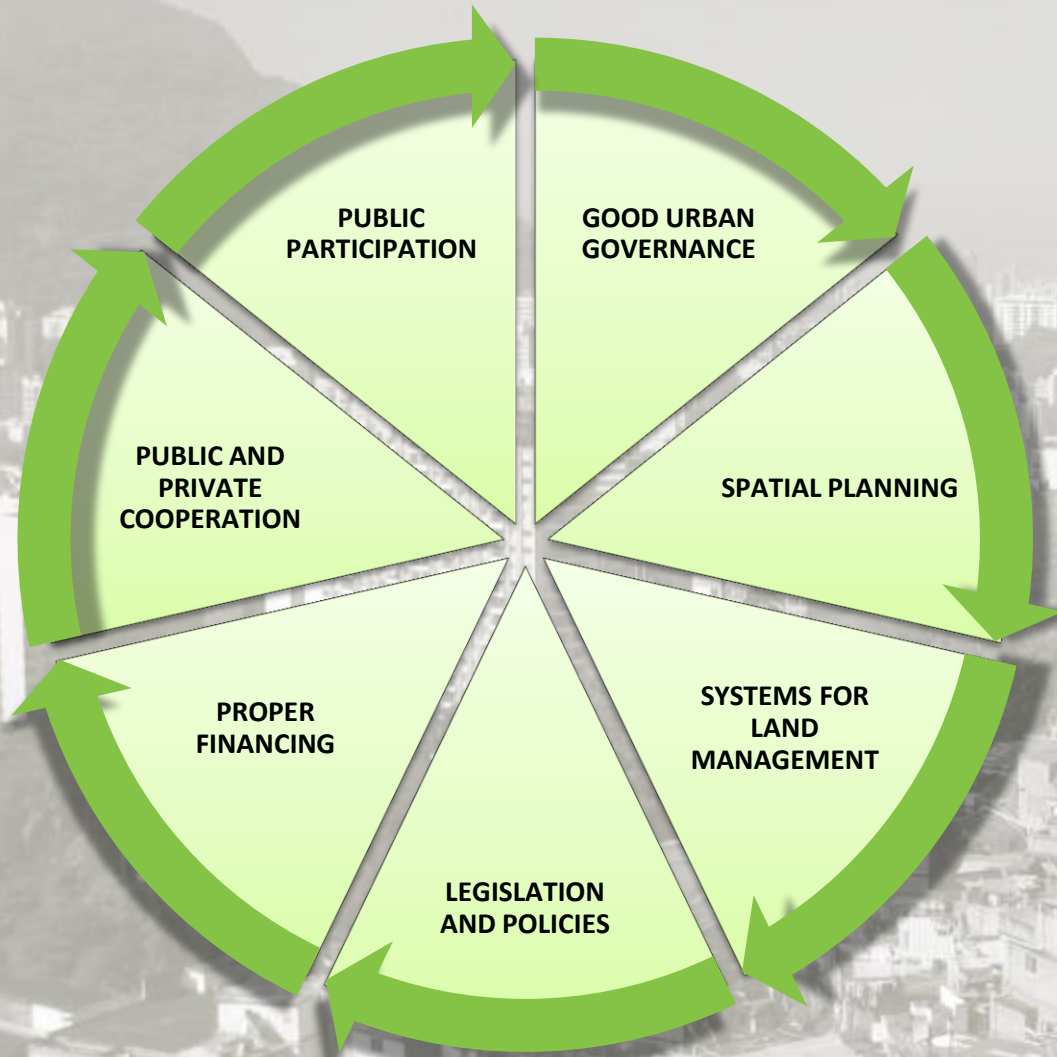 PUBLIC
PARTICIPATION
GOOD URBAN
GOVERNANCE
PUBLIC AND
PRIVATE
COOPERATION
SPATIAL PLANNING
PROPER
FINANCING
SYSTEMS FOR
LAND
MANAGEMENT
LEGISLATION
AND POLICIES